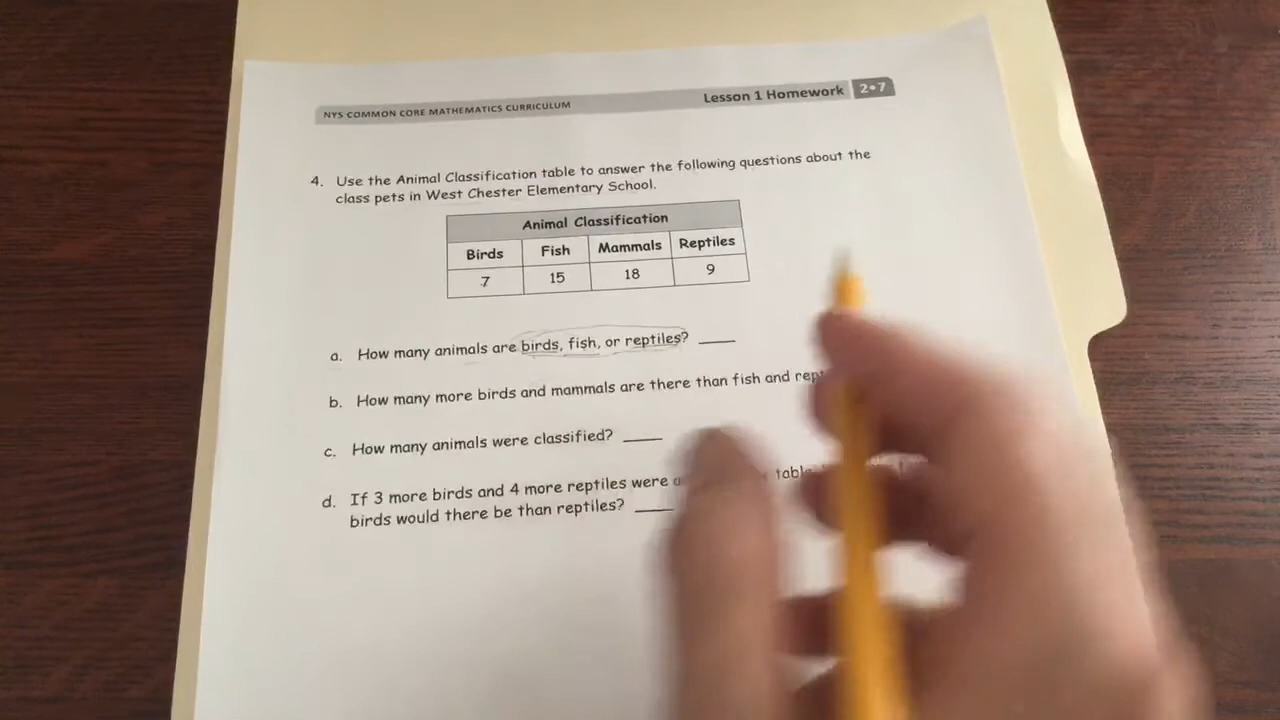 NYS COMMON CORE MATHEMATICS CURRICULUM Lesson 1 Homework 2•7
4. Use the Animal Classification table to answer the following questions about the
class pets in West Chester Elementary School.
Animal Classification
Birds Fish Mammals Reptiles
7 15 18 9
a. How many animals are birds, fish, or reptiles? ____
b. How many more birds and mammals are there than fish and
c. How many animals were classified? ____
d. If 3 more birds and 4 more reptiles were
birds would there be than reptiles? ____